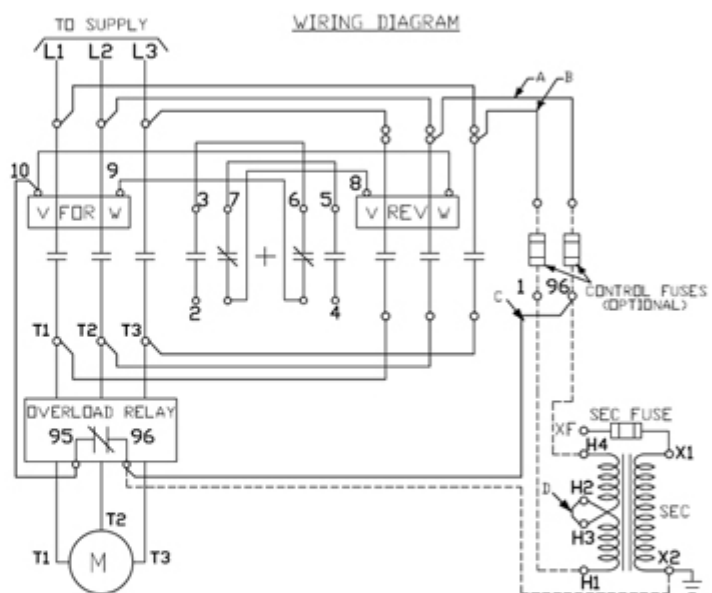 TO SUPPLY
WIRING DIAGRAM
L1 L2 L3
A B
10 9 3 7 6 5 8
V FOR W
V REV W
2 4
1 96
CONTROL FUSES
(OPTIONAL)
C
T1 T2 T3
OVERLOAD RELAY
95 96
SEC FUSE
XF
H4 X1
D
H2
H3
SEC
H1 X2
T2
T1 M T3